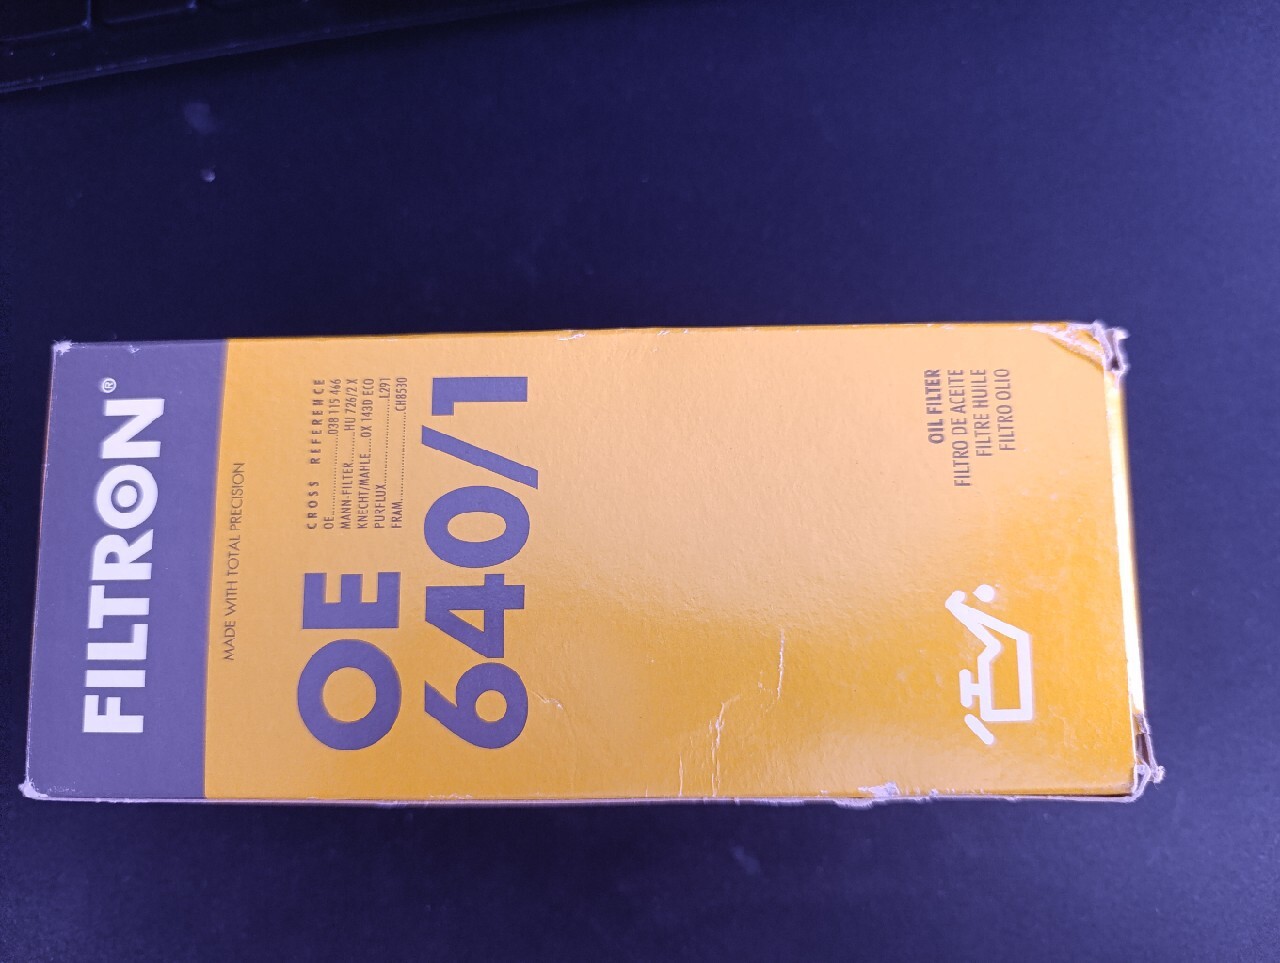 FILTRON®
MADE WITH TOTAL PRECISION
OE
640/1
CROSS REFERENCE
OE....................038 115 466
MANN-FILTER........HU 726/2 X
KNECHT/MAHLE....OX 143D ECO
PURFLUX......................L291
FRAM........................CH8530
OIL FILTER
FILTRO DE ACEITE
FILTRE HUILE
FILTRO OLIO